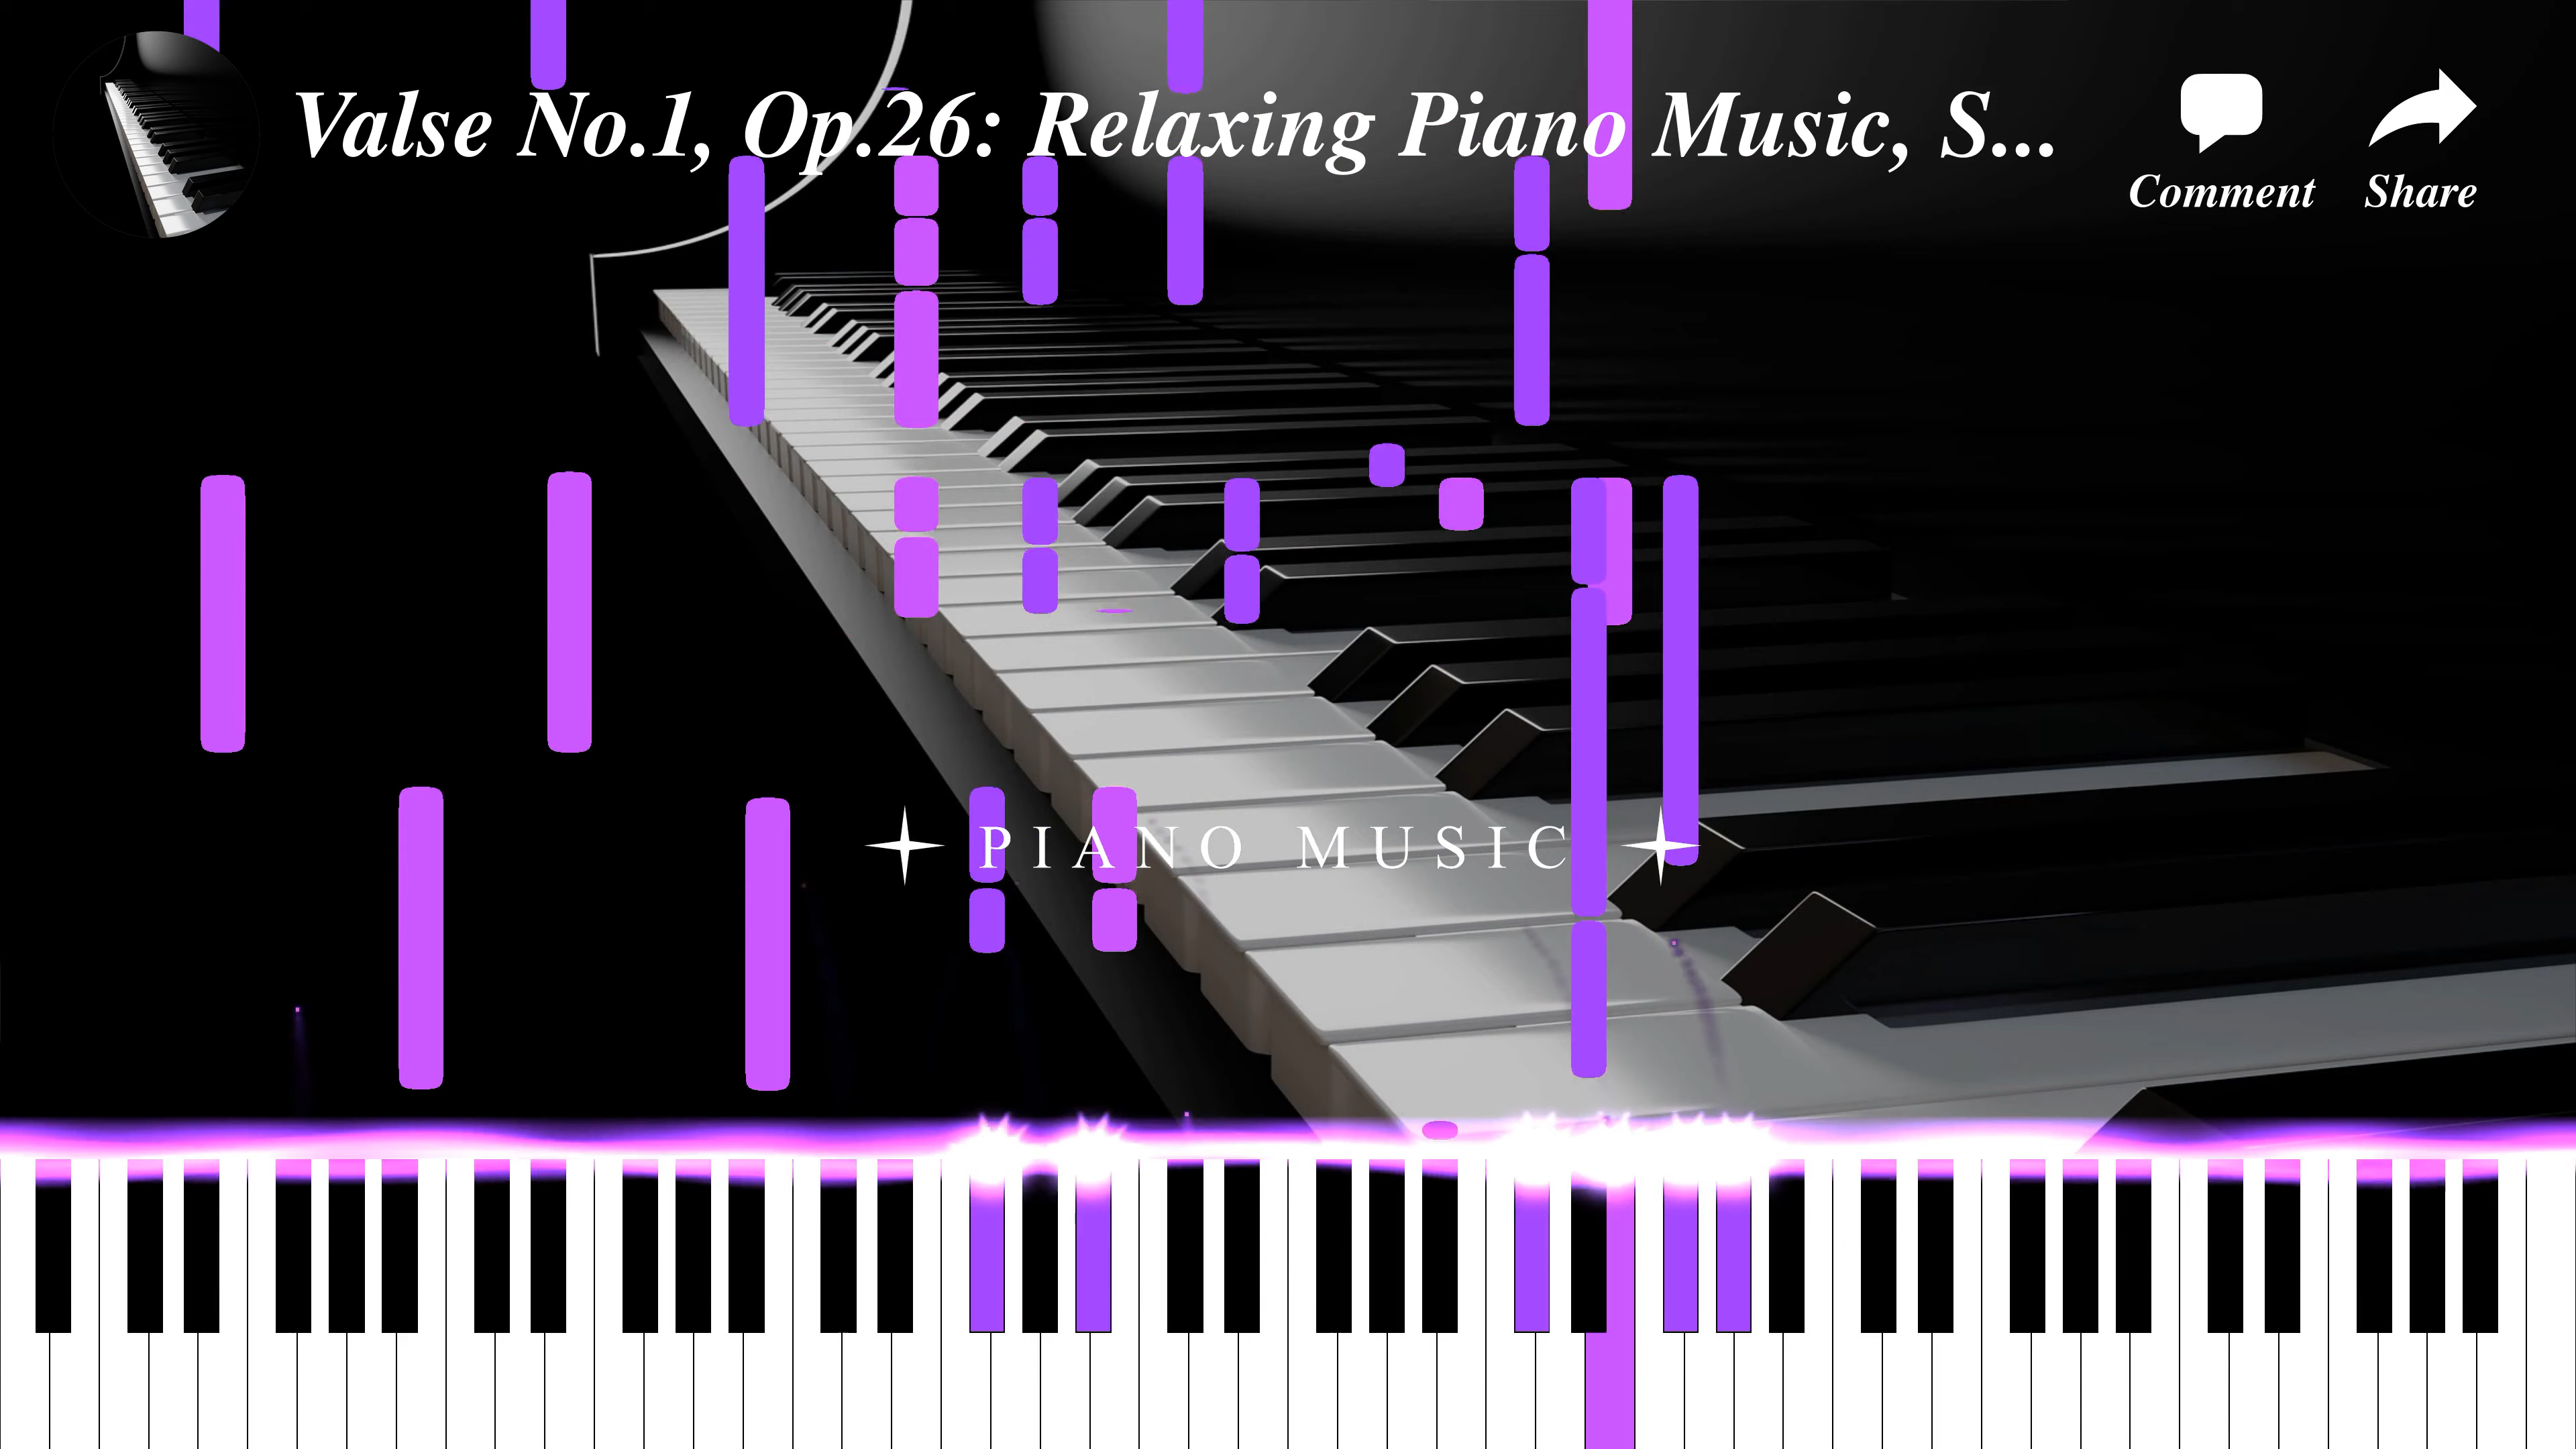 Valse No.1, Op.26: Relaxing Piano Music, S...
Comment
Share
PIANO MUSIC